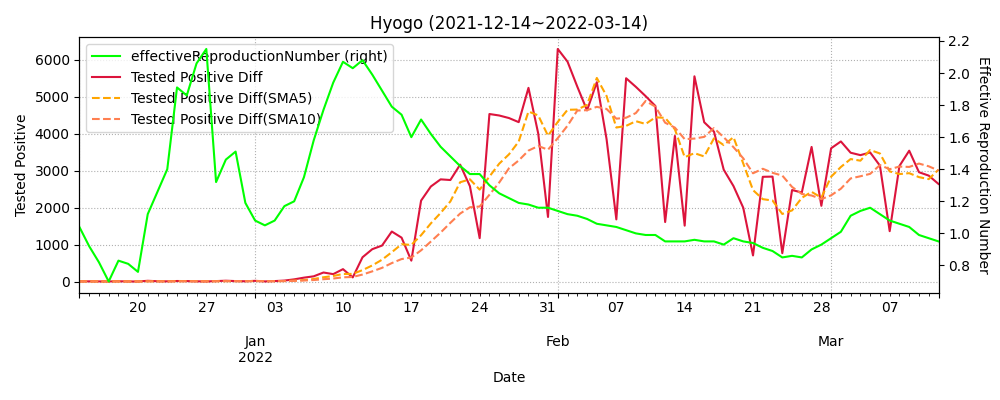 Hyogo (2021-12-14~2022-03-14)
effectiveReproductionNumber (right)
Tested Positive Diff
Tested Positive Diff(SMA5)
Tested Positive Diff(SMA10)
Tested Positive
6000
5000
4000
3000
2000
1000
0
2.2
2.0
1.8
1.6
1.4
1.2
1.0
0.8
Effective Reproduction Number
20 27 03 10 17 24 31 07 14 21 28 07
Jan Feb Mar
2022
Date